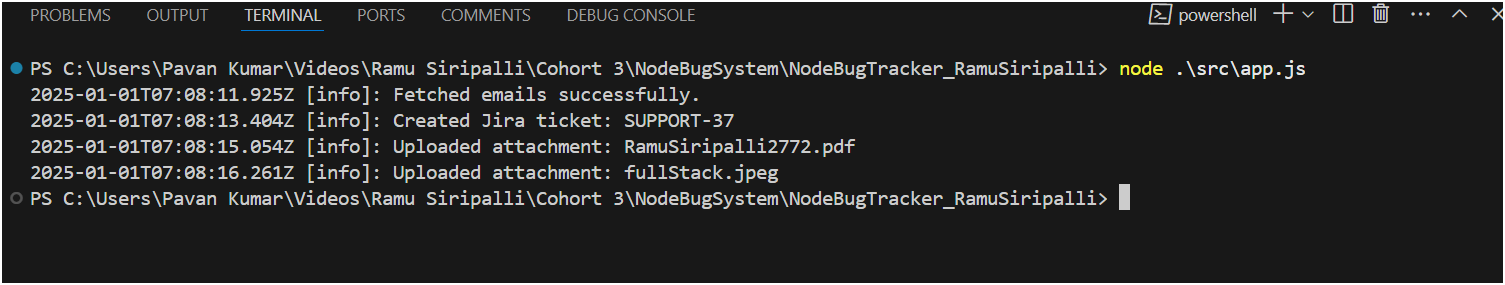 PROBLEMS OUTPUT TERMINAL PORTS COMMENTS DEBUG CONSOLE powershell
PS C:\Users\Pavan Kumar\Videos\Ramu Siripalli\Cohort 3\NodeBugSystem\NodeBugTracker_RamuSiripalli> node .\src\app.js
2025-01-01T07:08:11.925Z [info]: Fetched emails successfully.
2025-01-01T07:08:13.404Z [info]: Created Jira ticket: SUPPORT-37
2025-01-01T07:08:15.054Z [info]: Uploaded attachment: RamuSiripalli2772.pdf
2025-01-01T07:08:16.261Z [info]: Uploaded attachment: fullStack.jpeg
PS C:\Users\Pavan Kumar\Videos\Ramu Siripalli\Cohort 3\NodeBugSystem\NodeBugTracker_RamuSiripalli>